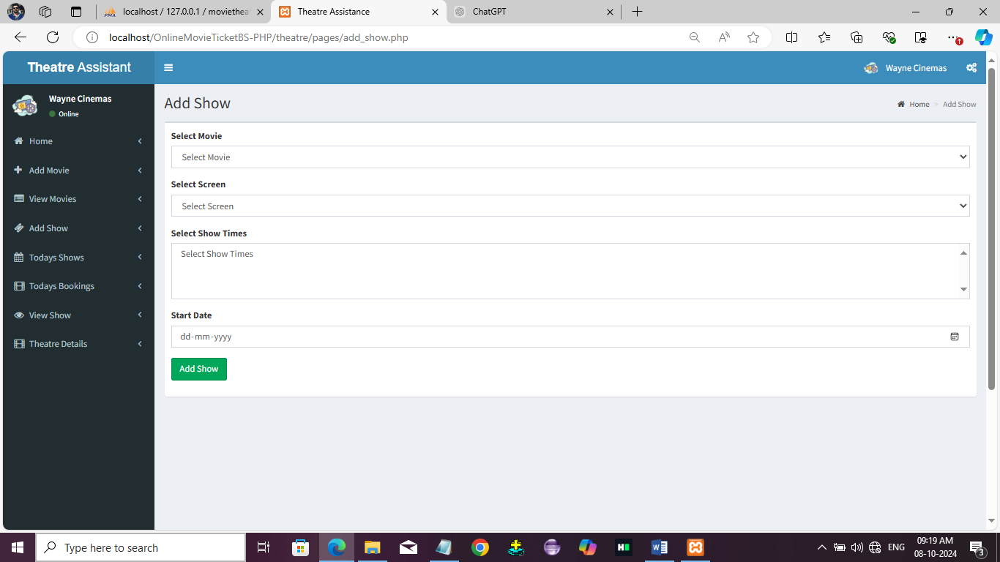 localhost / 127.0.0.1 / movietheat
Theatre Assistance
ChatGPT
localhost/OnlineMovieTicketBS-PHP/theatre/pages/add_show.php
Theatre Assistant
Wayne Cinemas
Wayne Cinemas
Online
Add Show
Home > Add Show
Home
Add Movie
View Movies
Add Show
Todays Shows
Todays Bookings
View Show
Theatre Details
Select Movie
Select Movie
Select Screen
Select Screen
Select Show Times
Select Show Times
Start Date
dd-mm-yyyy
Add Show
Type here to search
ENG
09:19 AM
08-10-2024
3